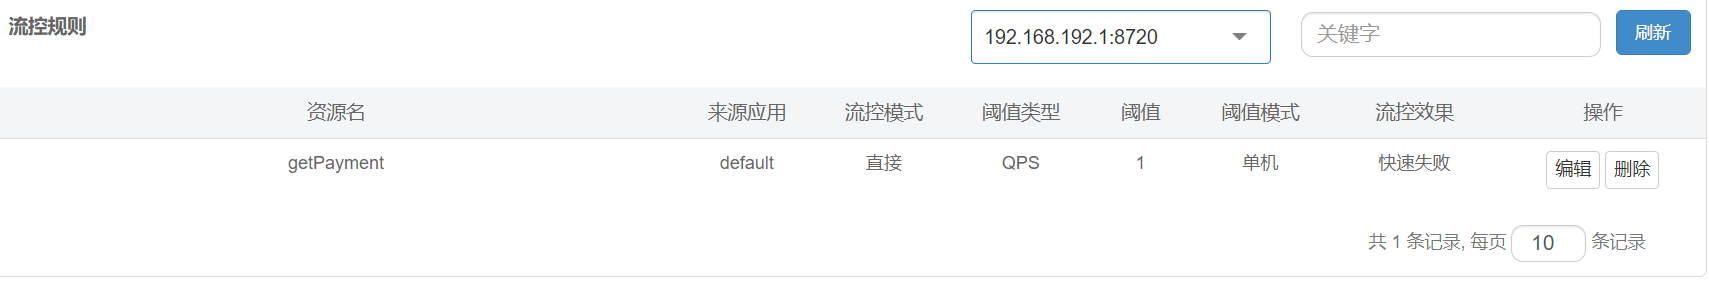 流控规则 192.168.192.1:8720 关键字 刷新
资源名 来源应用 流控模式 阈值类型 阈值 阈值模式 流控效果 操作
getPayment default 直接 QPS 1 单机 快速失败 编辑 删除
共 1 条记录, 每页 10 条记录